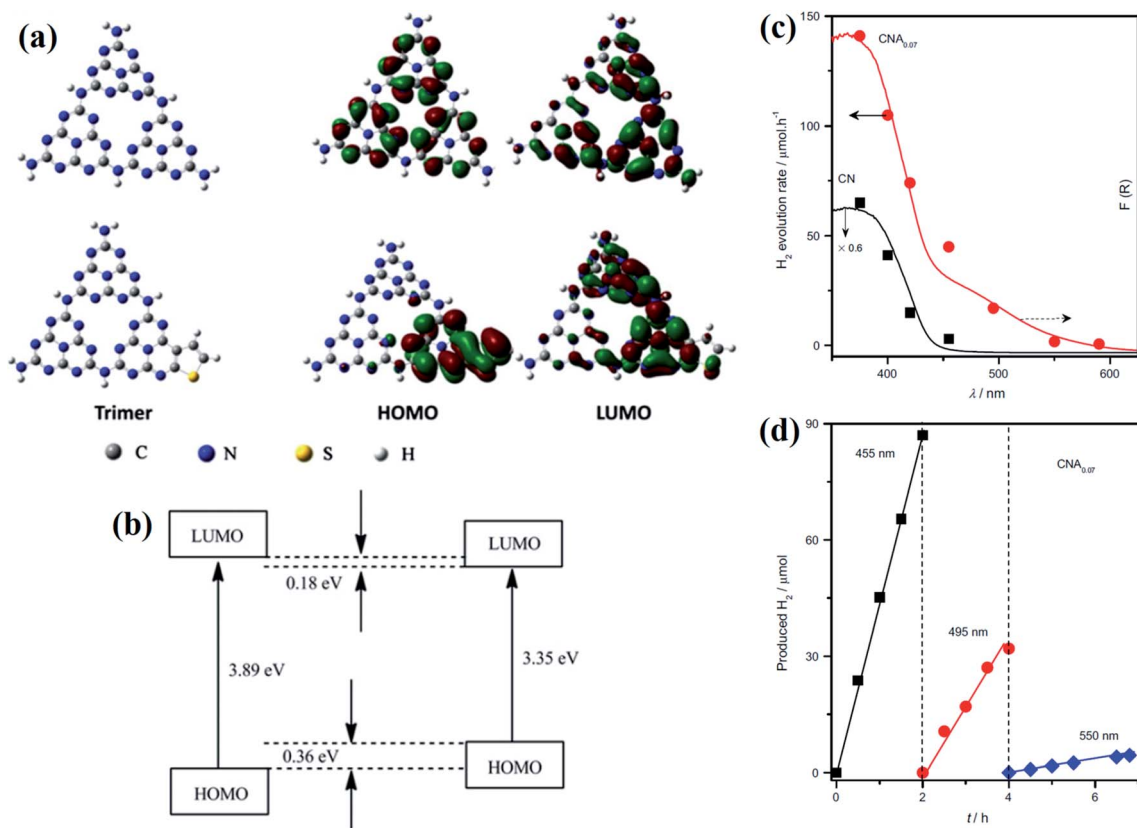 (a)
Trimer HOMO LUMO
C N S H
(b)
LUMO LUMO
0.18 eV
3.89 eV 3.35 eV
0.36 eV
HOMO HOMO
(c)
150
100
50
0
H₂ evolution rate / μmol.h⁻¹
CNA₀.₀₇
CN
× 0.6
F (R)
400 500 600
λ / nm
(d)
90
60
30
0
Produced H₂ / μmol
455 nm
CNA₀.₀₇
495 nm
550 nm
0 2 4 6
t / h